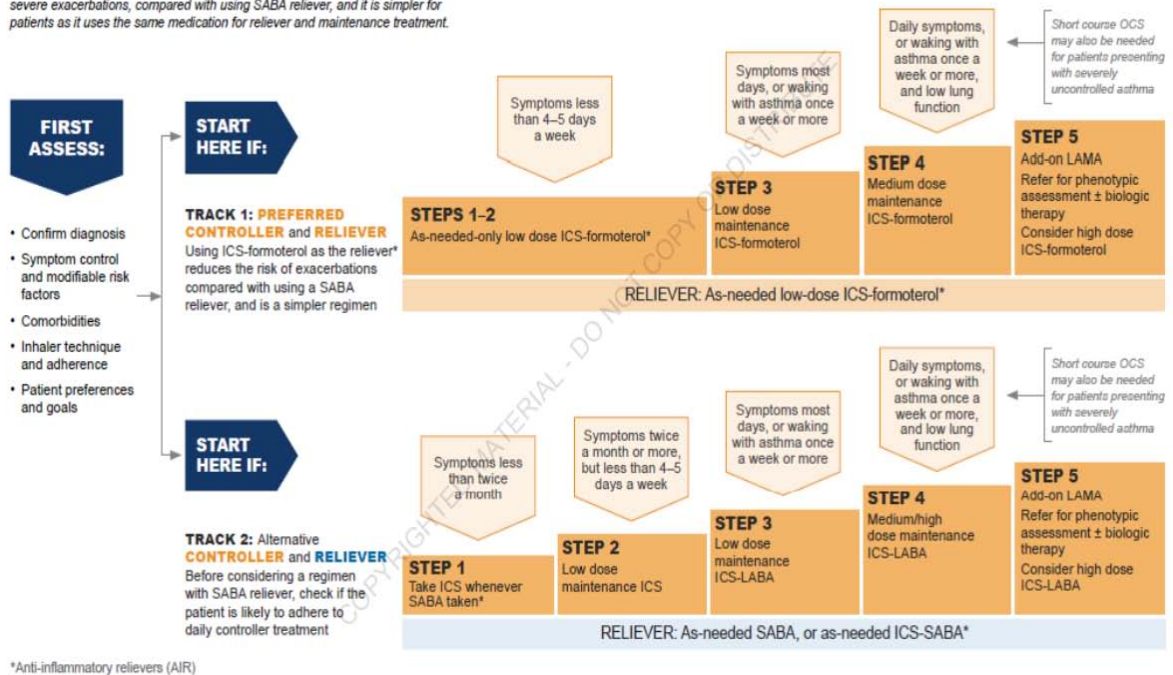 severe exacerbations, compared with using SABA reliever, and it is simpler for
patients as it uses the same medication for reliever and maintenance treatment.
FIRST
ASSESS:
• Confirm diagnosis
• Symptom control
and modifiable risk
factors
• Comorbidities
• Inhaler technique
and adherence
• Patient preferences
and goals
START
HERE IF:
TRACK 1: PREFERRED
CONTROLLER and RELIEVER
Using ICS-formoterol as the reliever*
reduces the risk of exacerbations
compared with using a SABA
reliever, and is a simpler regimen
Symptoms less
than 4–5 days
a week
Symptoms most
days, or waking
with asthma once
a week or more
Daily symptoms,
or waking with
asthma once a
week or more,
and low lung
function
Short course OCS
may also be needed
for patients presenting
with severely
uncontrolled asthma
STEPS 1–2
As-needed-only low dose ICS-formoterol*
STEP 3
Low dose
maintenance
ICS-formoterol
STEP 4
Medium dose
maintenance
ICS-formoterol
STEP 5
Add-on LAMA
Refer for phenotypic
assessment ± biologic
therapy
Consider high dose
ICS-formoterol
RELIEVER: As-needed low-dose ICS-formoterol*
START
HERE IF:
TRACK 2: Alternative
CONTROLLER and RELIEVER
Before considering a regimen
with SABA reliever, check if the
patient is likely to adhere to
daily controller treatment
Symptoms less
than twice
a month
Symptoms twice
a month or more,
but less than 4–5
days a week
Symptoms most
days, or waking
with asthma once
a week or more
Daily symptoms,
or waking with
asthma once a
week or more,
and low lung
function
Short course OCS
may also be needed
for patients presenting
with severely
uncontrolled asthma
STEP 1
Take ICS whenever
SABA taken*
STEP 2
Low dose
maintenance ICS
STEP 3
Low dose
maintenance
ICS-LABA
STEP 4
Medium/high
dose maintenance
ICS-LABA
STEP 5
Add-on LAMA
Refer for phenotypic
assessment ± biologic
therapy
Consider high dose
ICS-LABA
RELIEVER: As-needed SABA, or as-needed ICS-SABA*
*Anti-inflammatory relievers (AIR)
COPYRIGHTED MATERIAL - DO NOT COPY OR DISTRIBUTE